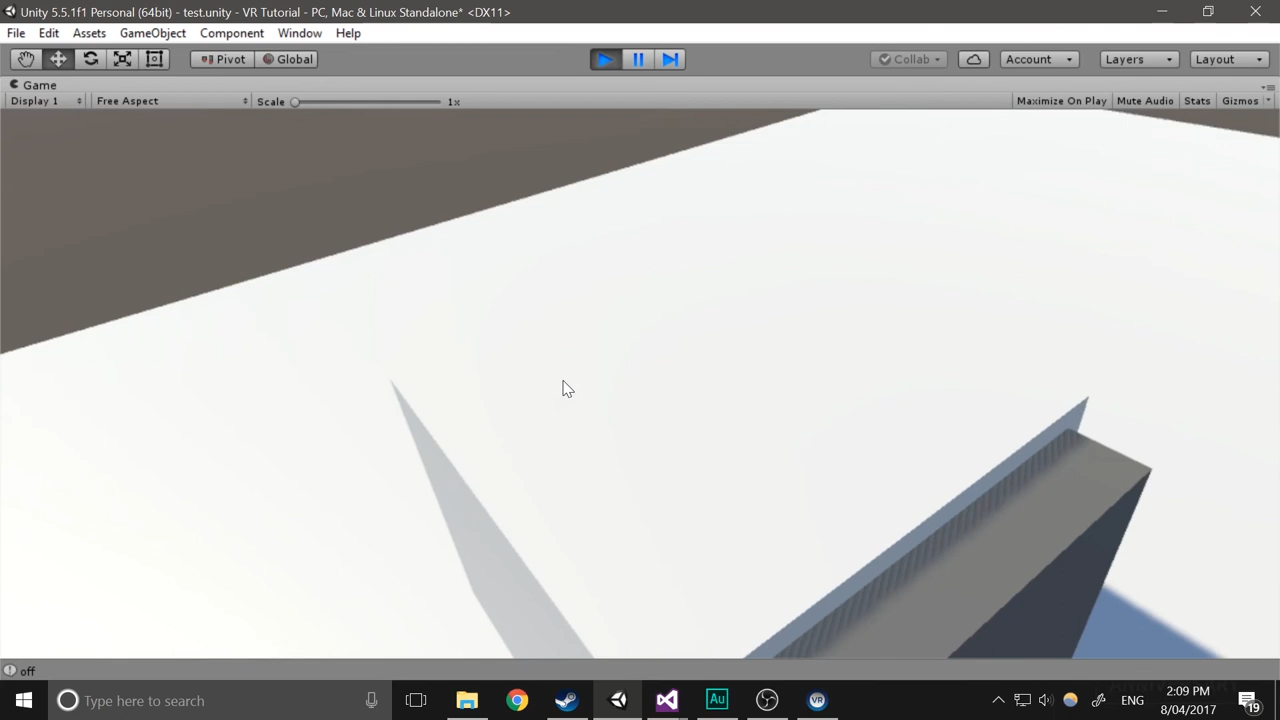 Unity 5.5.1f1 Personal (64bit) - test.unity - VR Tutorial - PC, Mac & Linux Standalone* <DX11>
File Edit Assets GameObject Component Window Help
Pivot Global Collab Account Layers Layout
Game
Display 1 Free Aspect Scale 1x Maximize On Play Mute Audio Stats Gizmos
off
Type here to search Au VR ENG 2:09 PM
8/04/2017 19